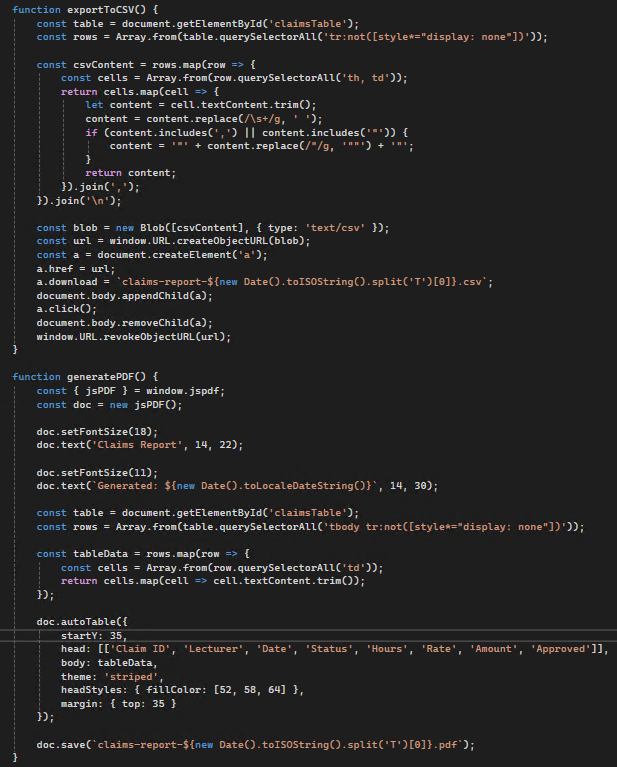 function exportToCSV() {
    const table = document.getElementById('claimsTable');
    const rows = Array.from(table.querySelectorAll('tr:not([style*="display: none"])'));

    const csvContent = rows.map(row => {
        const cells = Array.from(row.querySelectorAll('th, td'));
        return cells.map(cell => {
            let content = cell.textContent.trim();
            content = content.replace(/\s+/g, ' ');
            if (content.includes(',') || content.includes('"')) {
                content = '"' + content.replace(/"/g, '""') + '"';
            }
            return content;
        }).join(',');
    }).join('\n');

    const blob = new Blob([csvContent], { type: 'text/csv' });
    const url = window.URL.createObjectURL(blob);
    const a = document.createElement('a');
    a.href = url;
    a.download = `claims-report-${new Date().toISOString().split('T')[0]}.csv`;
    document.body.appendChild(a);
    a.click();
    document.body.removeChild(a);
    window.URL.revokeObjectURL(url);
}

function generatePDF() {
    const { jsPDF } = window.jspdf;
    const doc = new jsPDF();

    doc.setFontSize(18);
    doc.text('Claims Report', 14, 22);

    doc.setFontSize(11);
    doc.text(`Generated: ${new Date().toLocaleDateString()}`, 14, 30);

    const table = document.getElementById('claimsTable');
    const rows = Array.from(table.querySelectorAll('tbody tr:not([style*="display: none"])'));

    const tableData = rows.map(row => {
        const cells = Array.from(row.querySelectorAll('td'));
        return cells.map(cell => cell.textContent.trim());
    });

    doc.autoTable({
        startY: 35,
        head: [['Claim ID', 'Lecturer', 'Date', 'Status', 'Hours', 'Rate', 'Amount', 'Approved']],
        body: tableData,
        theme: 'striped',
        headStyles: { fillColor: [52, 58, 64] },
        margin: { top: 35 }
    });

    doc.save(`claims-report-${new Date().toISOString().split('T')[0]}.pdf`);
}